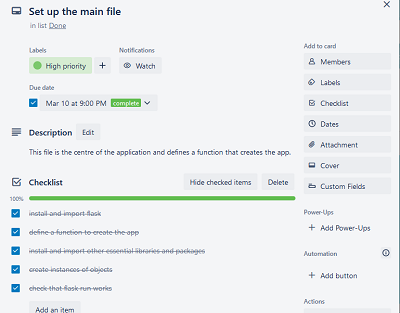 Set up the main file
in list Done
Labels
Notifications
High priority
Watch
Due date
Mar 10 at 9:00 PM complete
Description Edit
This file is the centre of the application and defines a function that creates the app.
Checklist Hide checked items Delete
100%
install and import flask
define a function to create the app
install and import other essential libraries and packages
create instances of objects
check that flask run works
Add an item
Add to card
Members
Labels
Checklist
Dates
Attachment
Cover
Custom Fields
Power-Ups
+ Add Power-Ups
Automation
+ Add button
Actions